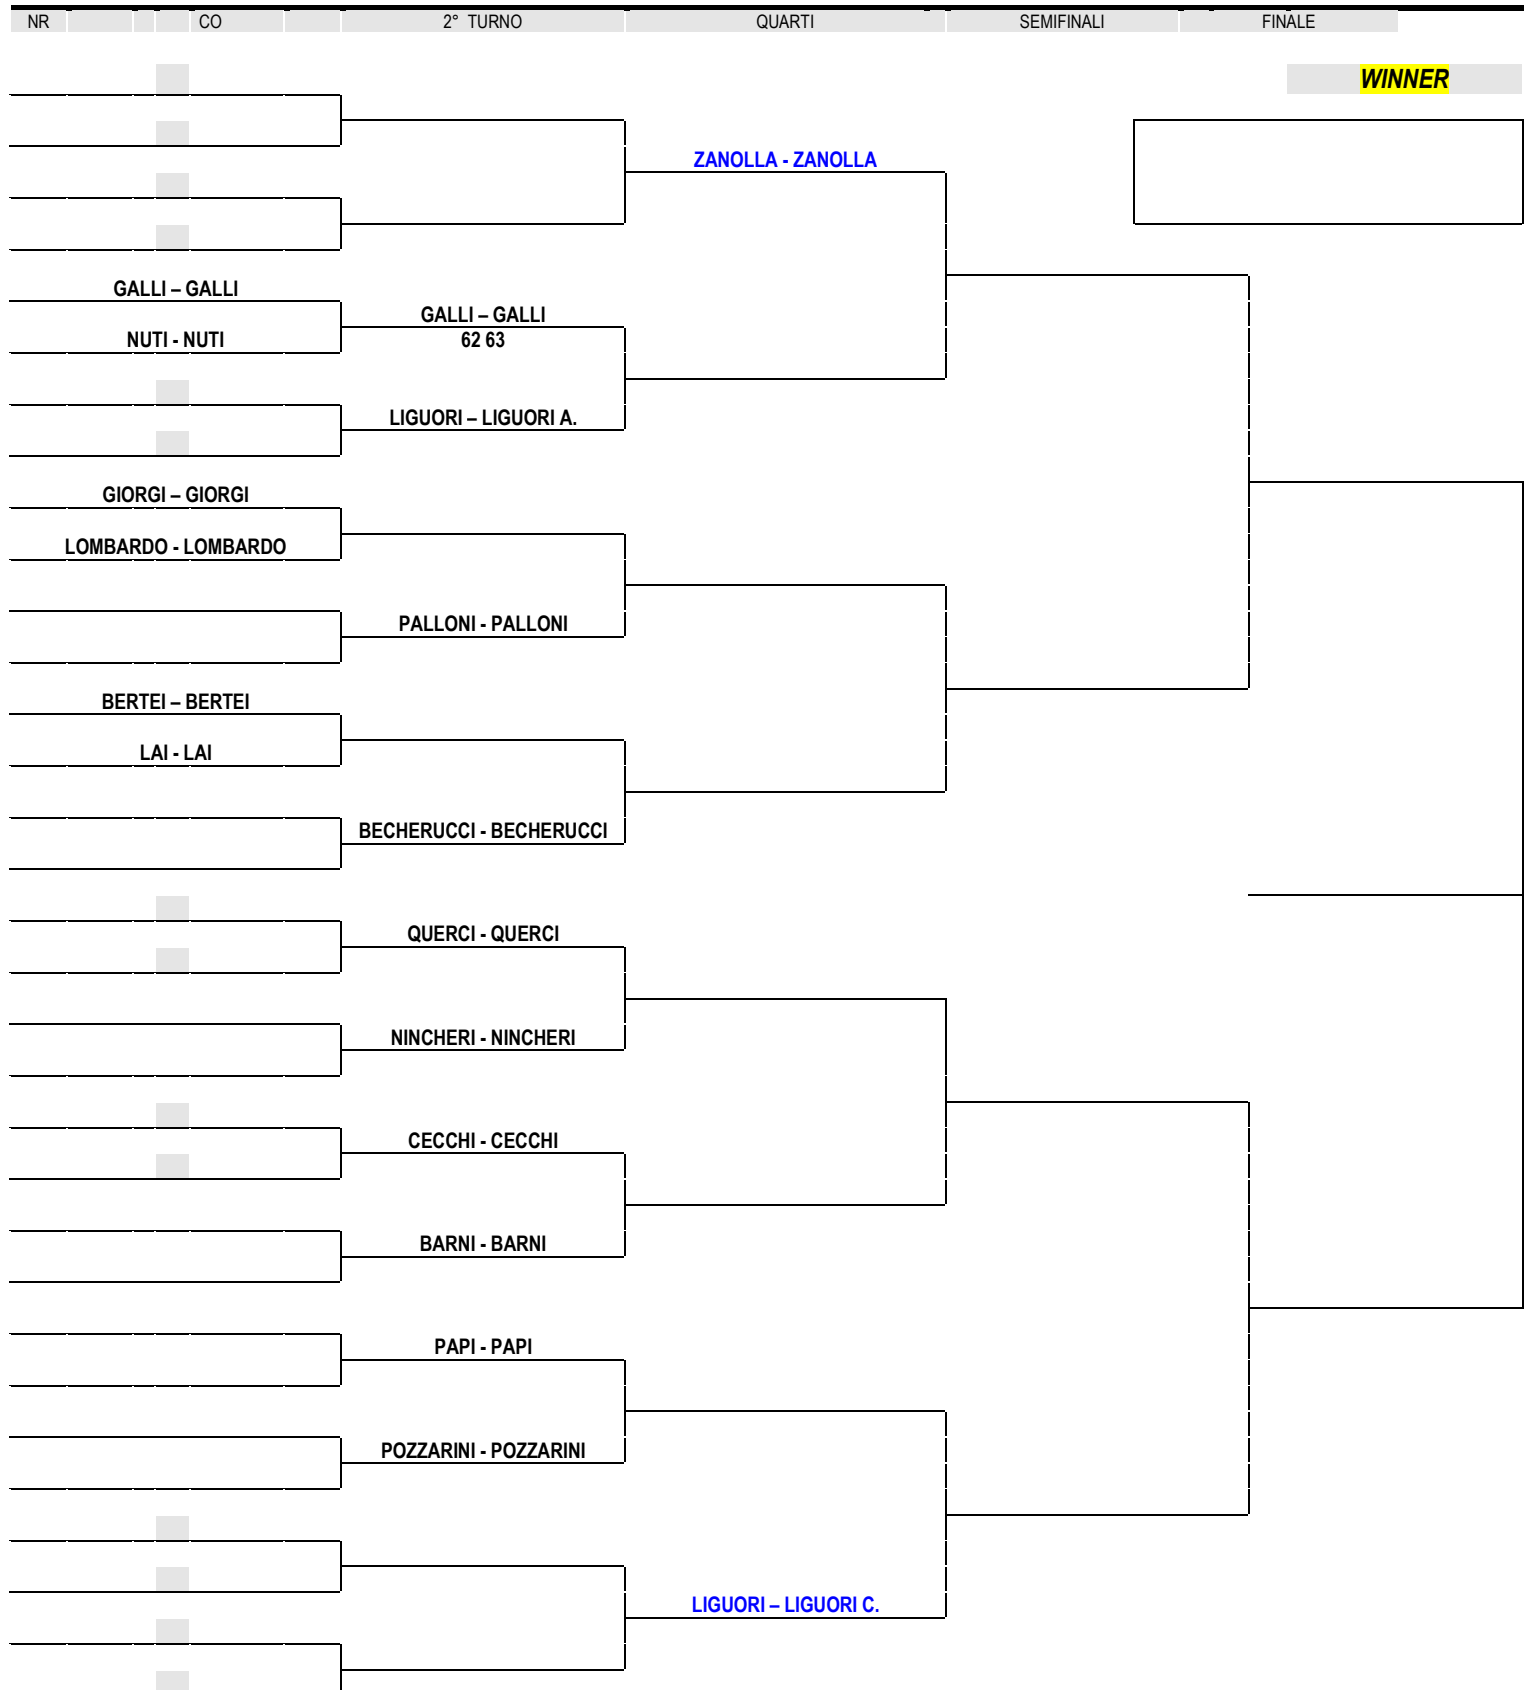 NR CO 2° TURNO QUARTI SEMIFINALI FINALE
WINNER
ZANOLLA - ZANOLLA
GALLI – GALLI
GALLI – GALLI
NUTI - NUTI
62 63
LIGUORI – LIGUORI A.
GIORGI – GIORGI
LOMBARDO - LOMBARDO
PALLONI - PALLONI
BERTEI – BERTEI
LAI - LAI
BECHERUCCI - BECHERUCCI
QUERCI - QUERCI
NINCHERI - NINCHERI
CECCHI - CECCHI
BARNI - BARNI
PAPI - PAPI
POZZARINI - POZZARINI
LIGUORI – LIGUORI C.